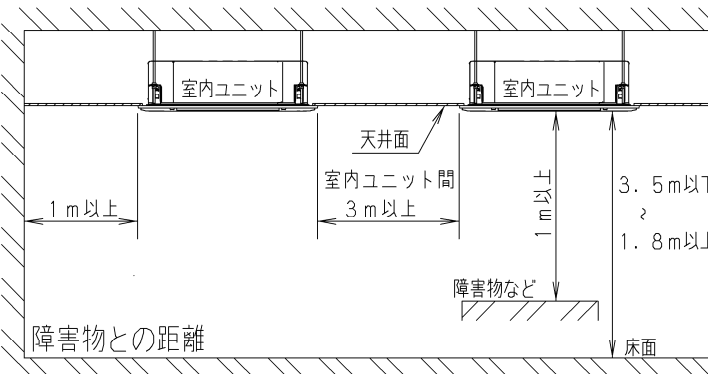 室内ユニット
室内ユニット
天井面
室内ユニット間
3m以上
1m以上
1m以上
3.5m以下
~
1.8m以上
障害物など
障害物との距離
床面